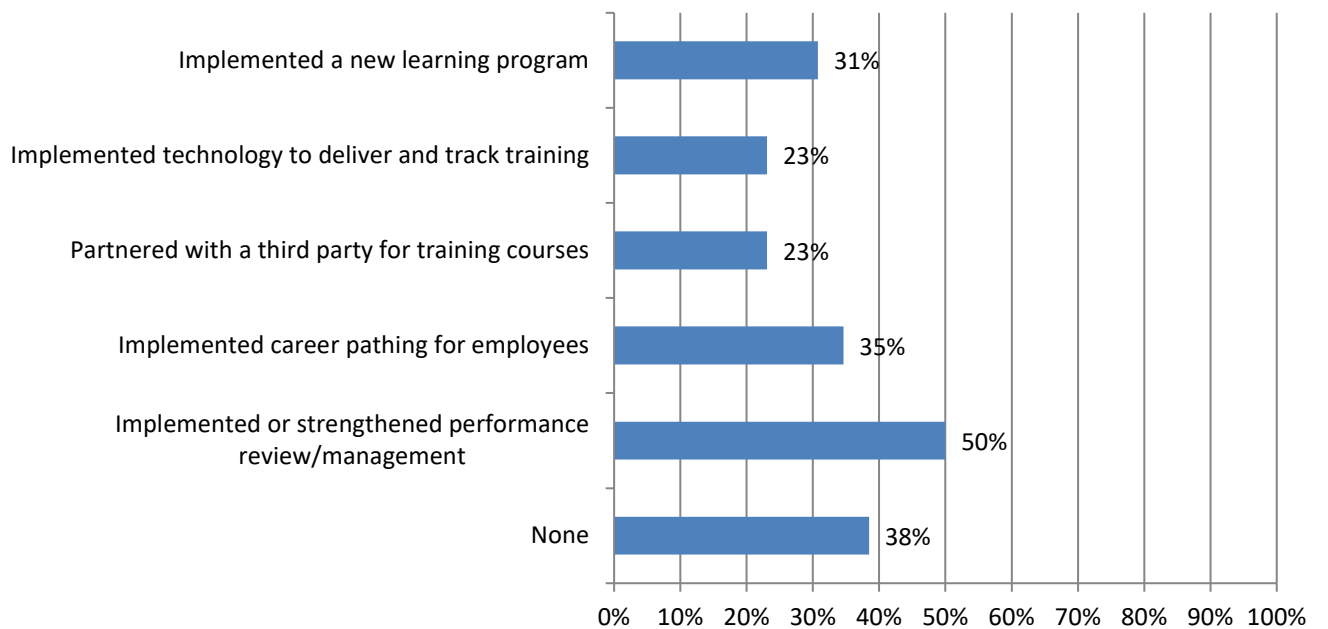 Implemented a new learning program
31%
Implemented technology to deliver and track training
23%
Partnered with a third party for training courses
23%
Implemented career pathing for employees
35%
Implemented or strengthened performance
review/management
50%
None
38%
0% 10% 20% 30% 40% 50% 60% 70% 80% 90% 100%